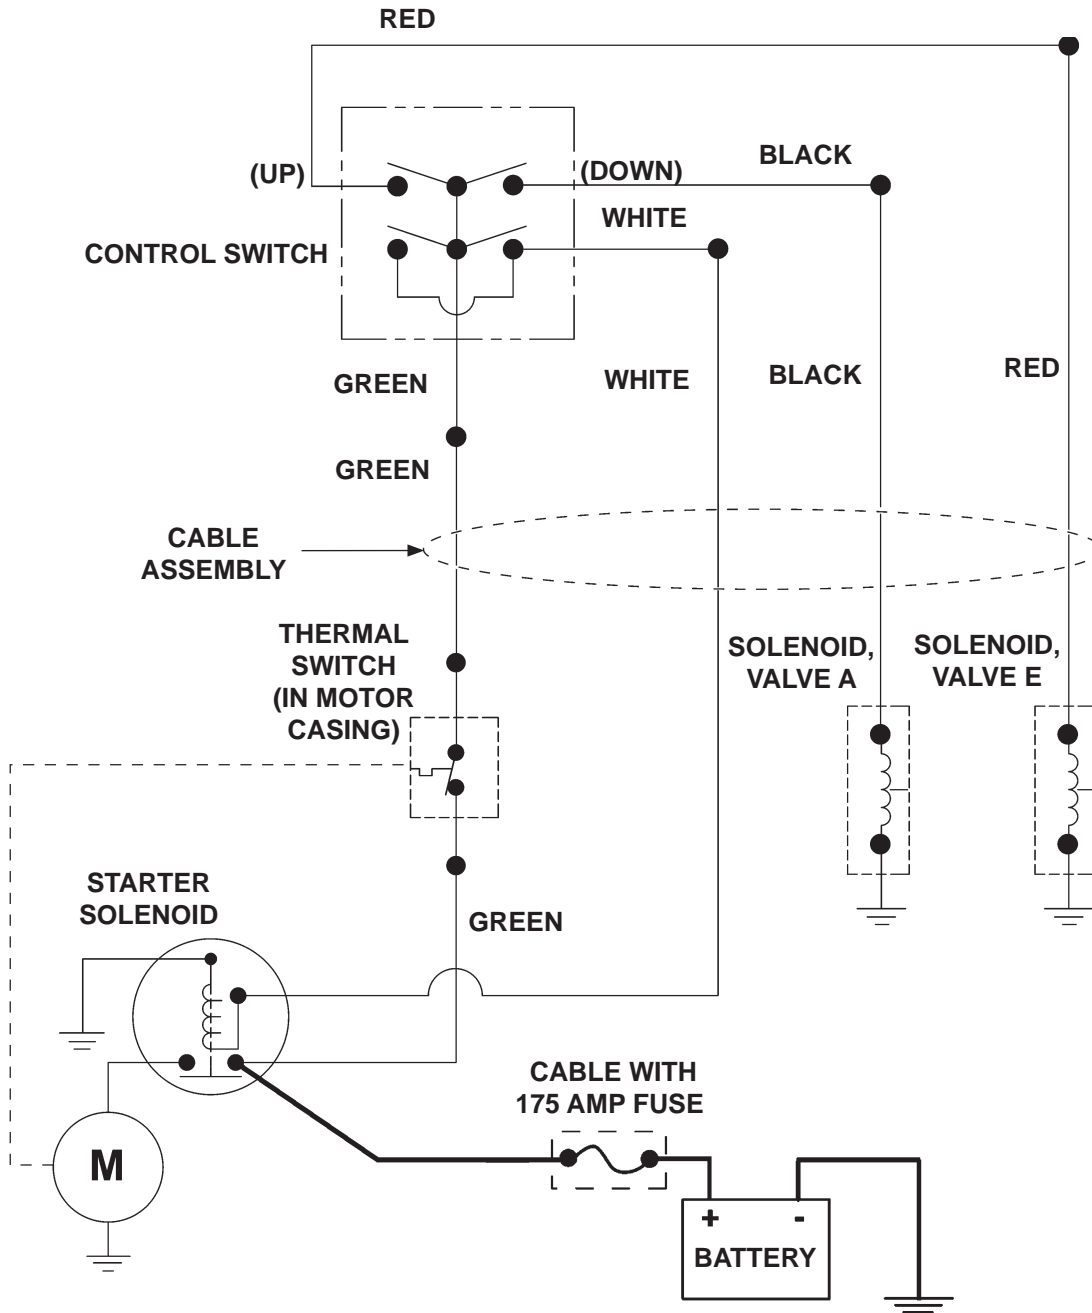 RED
BLACK
(UP)
(DOWN)
WHITE
CONTROL SWITCH
GREEN
WHITE
BLACK
RED
GREEN
CABLE
ASSEMBLY
THERMAL
SWITCH
(IN MOTOR
CASING)
SOLENOID,
VALVE A
SOLENOID,
VALVE E
STARTER
SOLENOID
GREEN
CABLE WITH
175 AMP FUSE
M
+ -
BATTERY